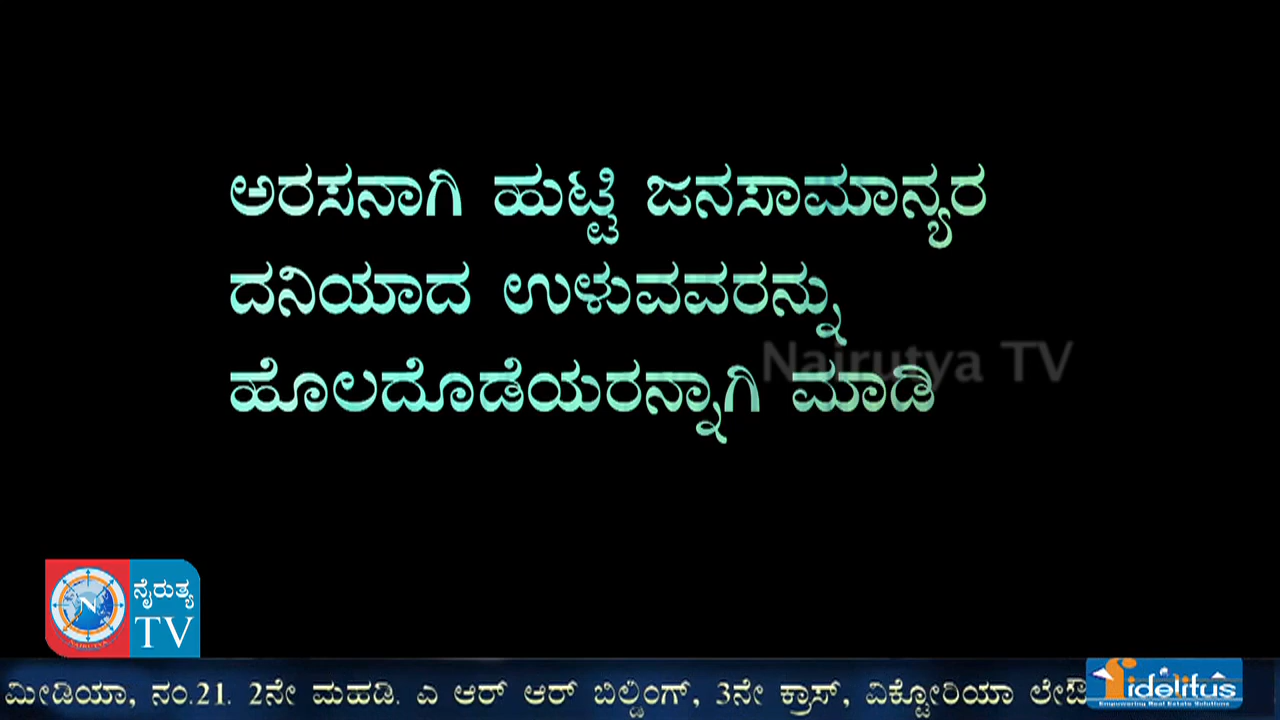 ಅರಸನಾಗಿ ಹುಟ್ಟಿ ಜನಸಾಮಾನ್ಯರ
ದನಿಯಾದ ಉಳುವವರನ್ನು
Nairutya TV
ಹೊಲದೊಡೆಯರನ್ನಾಗಿ ಮಾಡಿ
ನೈರುತ್ಯ
TV
ಮೀಡಿಯಾ, ನಂ.21. 2ನೇ ಮಹಡಿ. ಎ ಆರ್ ಆರ್ ಬಿಲ್ಡಿಂಗ್, 3ನೇ ಕ್ರಾಸ್, ವಿಕ್ಟೋರಿಯಾ ಲೇಔ
fidelitus
Empowering Real Estate Solutions